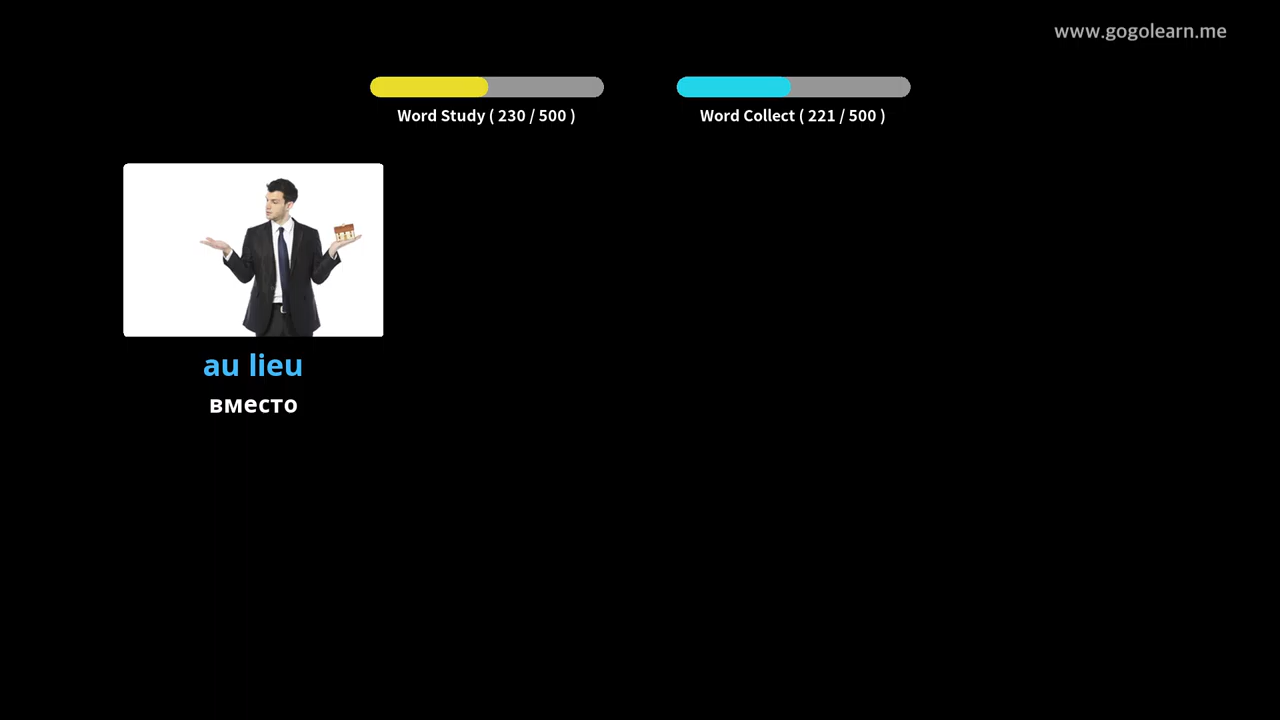 www.gogolearn.me
Word Study ( 230 / 500 )
Word Collect ( 221 / 500 )
au lieu
вместо